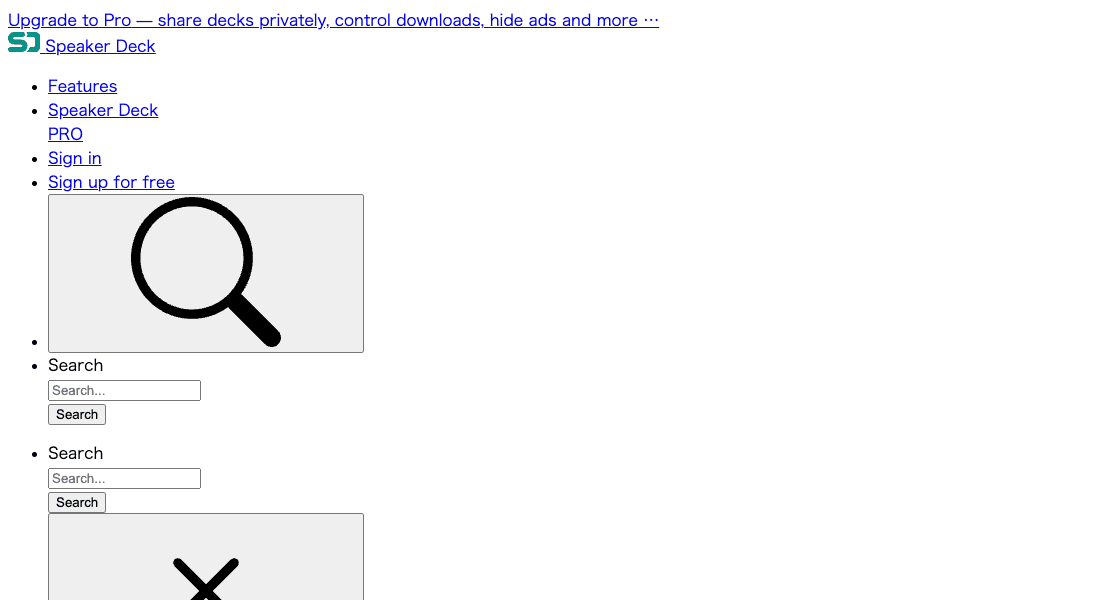 Upgrade to Pro — share decks privately, control downloads, hide ads and more …
Speaker Deck
Features
Speaker Deck
PRO
Sign in
Sign up for free
Search
Search...
Search
Search
Search...
Search